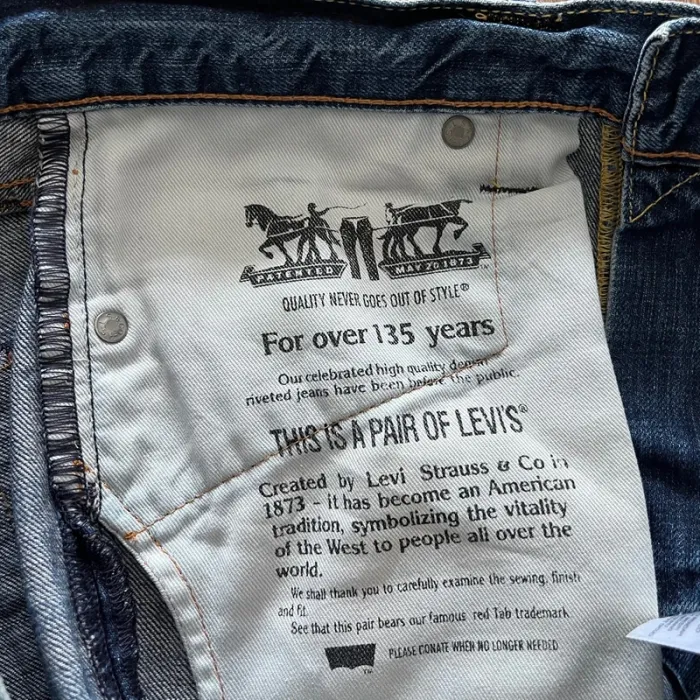 PATENTED MAY 20 1873 TM
QUALITY NEVER GOES OUT OF STYLE®
For over 135 years
Our celebrated high quality denim
riveted jeans have been before the public.
THIS IS A PAIR OF LEVI'S®
Created by Levi Strauss & Co in
1873 – it has become an American
tradition, symbolizing the vitality
of the West to people all over the
world.
We shall thank you to carefully examine the sewing, finish
and fit.
See that this pair bears our famous red Tab trademark
PLEASE DONATE WHEN NO LONGER NEEDED
TM